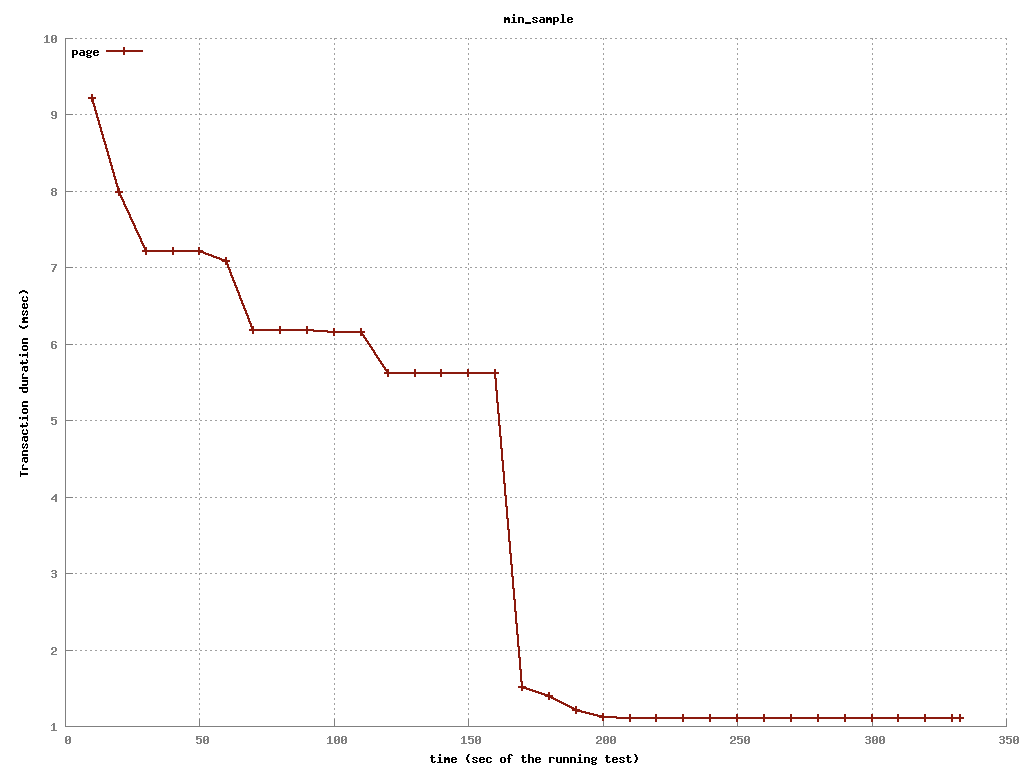 min_sample
page
10
9
8
7
6
5
4
3
2
1
Transaction duration (msec)
0 50 100 150 200 250 300 350
time (sec of the running test)